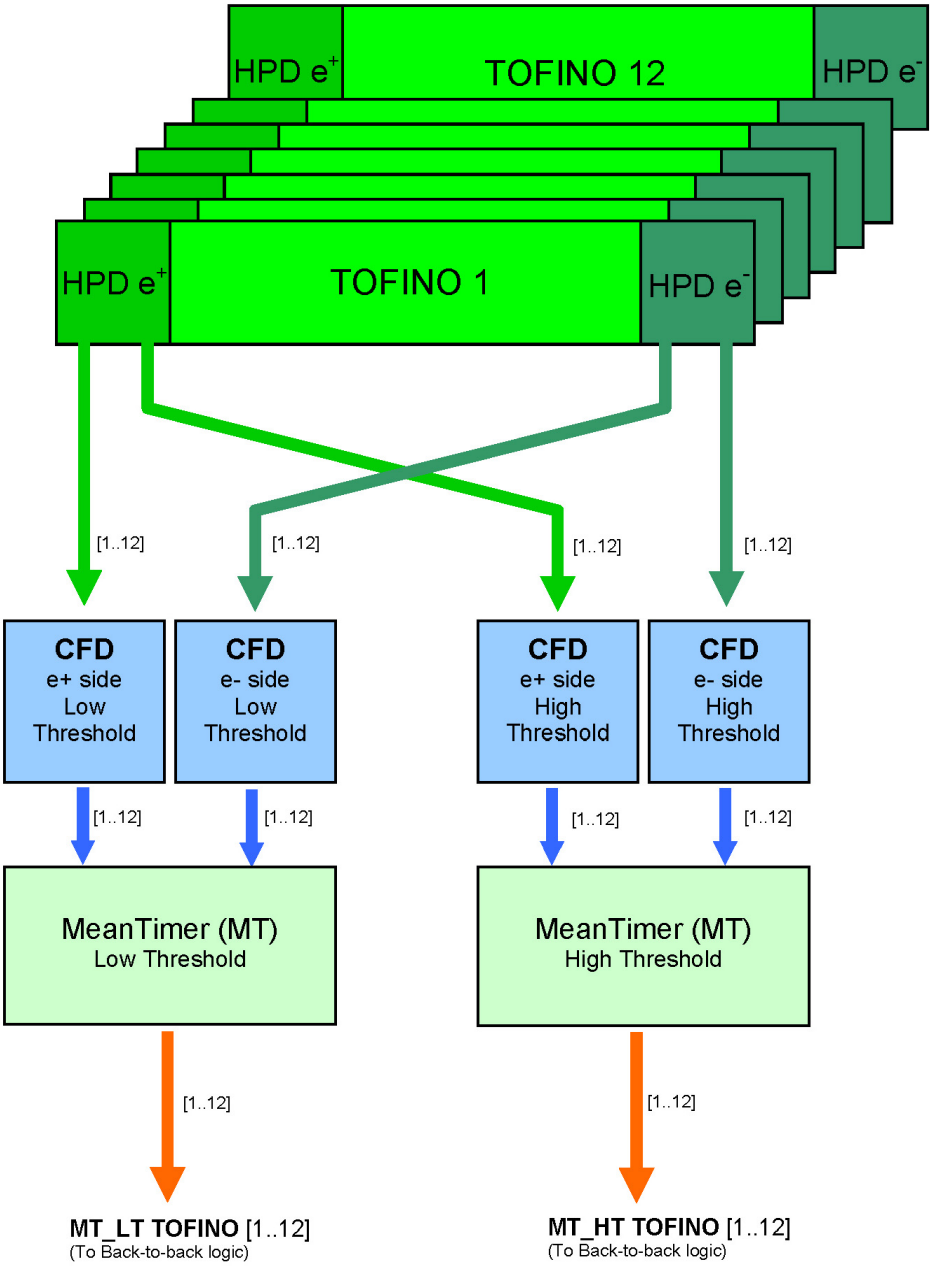 HPD e⁺ TOFINO 12 HPD e⁻
HPD e⁺ TOFINO 1 HPD e⁻
[1..12] [1..12] [1..12] [1..12]
CFD
e+ side
Low
Threshold
CFD
e- side
Low
Threshold
CFD
e+ side
High
Threshold
CFD
e- side
High
Threshold
[1..12] [1..12] [1..12] [1..12]
MeanTimer (MT)
Low Threshold
MeanTimer (MT)
High Threshold
[1..12] [1..12]
MT_LT TOFINO [1..12]
(To Back-to-back logic)
MT_HT TOFINO [1..12]
(To Back-to-back logic)